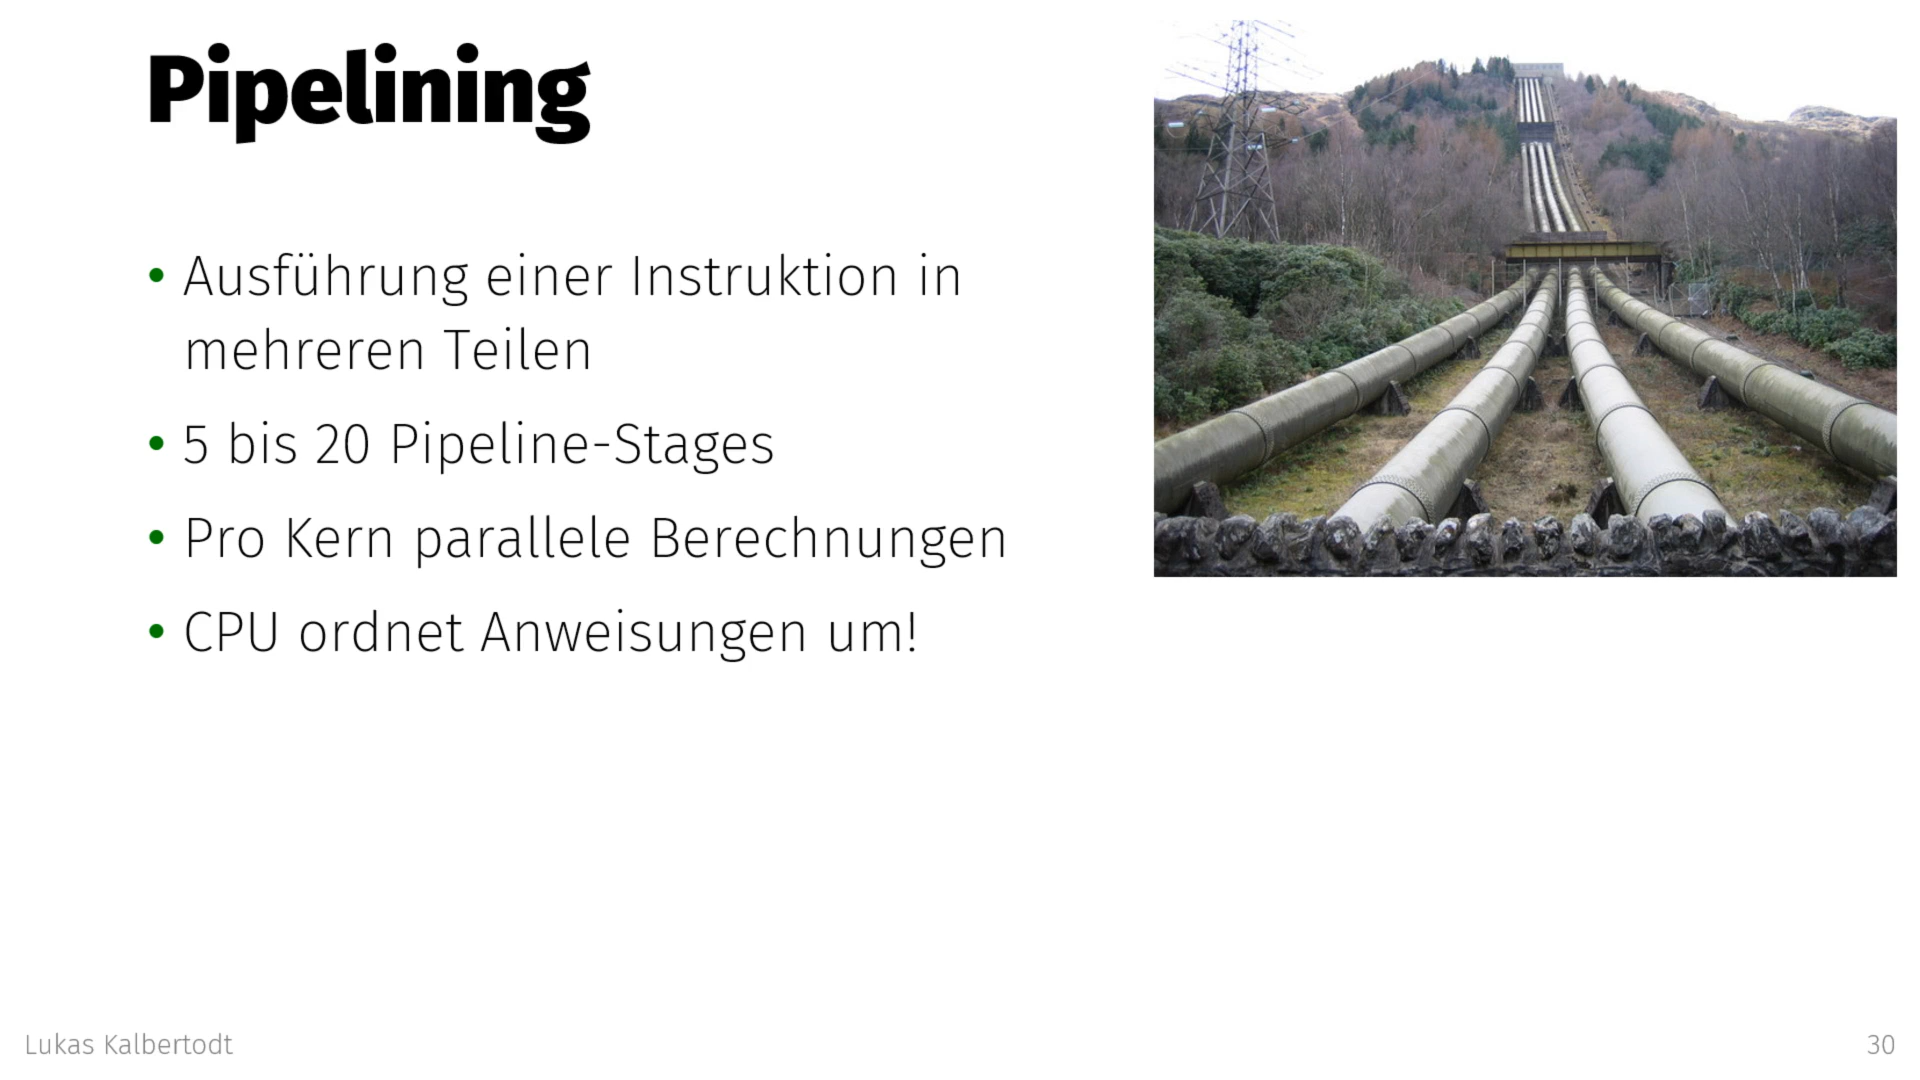 Pipelining
• Ausführung einer Instruktion in
mehreren Teilen
• 5 bis 20 Pipeline-Stages
• Pro Kern parallele Berechnungen
• CPU ordnet Anweisungen um!
Lukas Kalbertodt
30